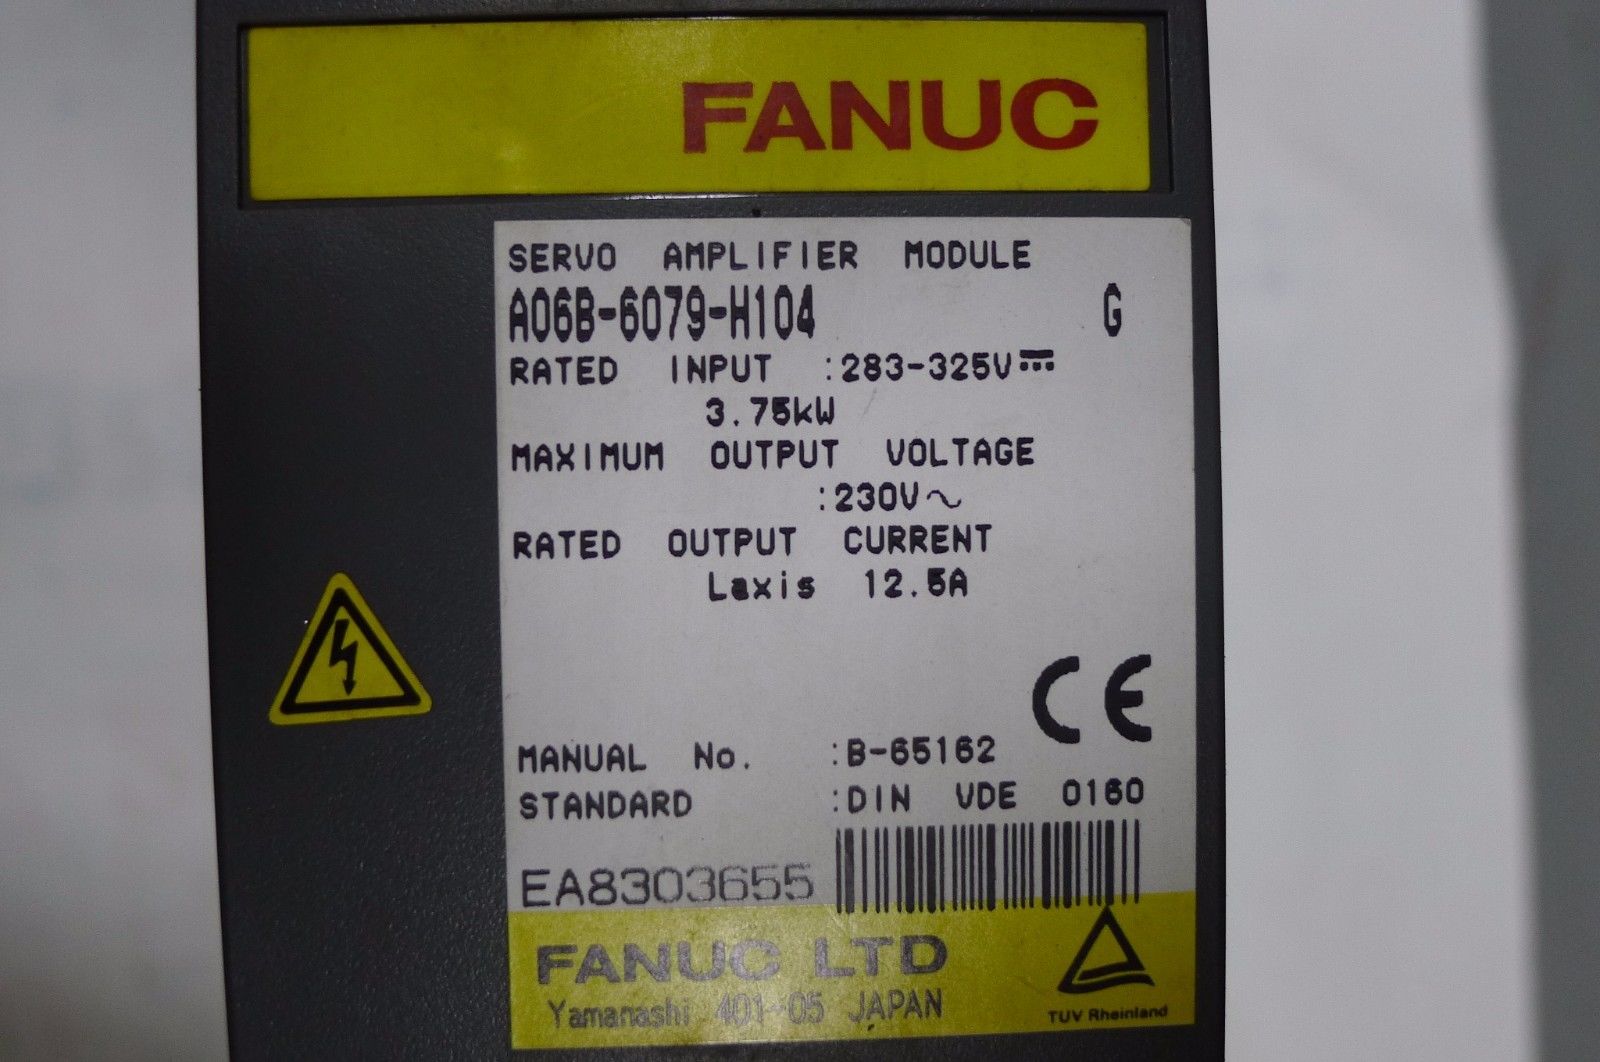 FANUC
SERVO AMPLIFIER MODULE
A06B-6079-H104 G
RATED INPUT :283-325V⎓
3.75kW
MAXIMUM OUTPUT VOLTAGE
:230V~
RATED OUTPUT CURRENT
Laxis 12.5A
CE
MANUAL No. :B-65162
STANDARD :DIN VDE 0160
EA8303655
FANUC LTD
Yamanashi 401-05 JAPAN
TUV Rheinland